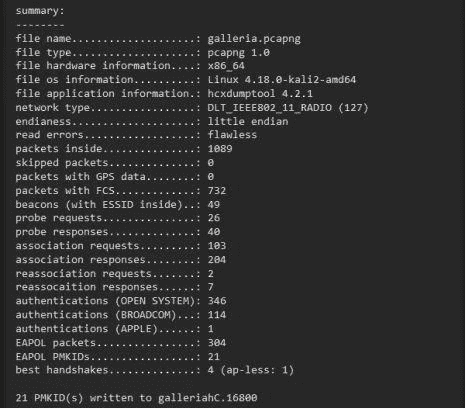 summary:
--------
file name....................: galleria.pcapng
file type....................: pcapng 1.0
file hardware information....: x86_64
file os information..........: Linux 4.18.0-kali2-amd64
file application information.: hcxdumptool 4.2.1
network type.................: DLT_IEEE802_11_RADIO (127)
endianess....................: little endian
read errors..................: flawless
packets inside...............: 1089
skipped packets..............: 0
packets with GPS data........: 0
packets with FCS.............: 732
beacons (with ESSID inside)..: 49
probe requests...............: 26
probe responses..............: 40
association requests.........: 103
association responses........: 204
reassociation requests.......: 2
reassocaition responses......: 7
authentications (OPEN SYSTEM): 346
authentications (BROADCOM)...: 114
authentications (APPLE)......: 1
EAPOL packets................: 304
EAPOL PMKIDs.................: 21
best handshakes..............: 4 (ap-less: 1)
21 PMKID(s) written to galleriahC.16800